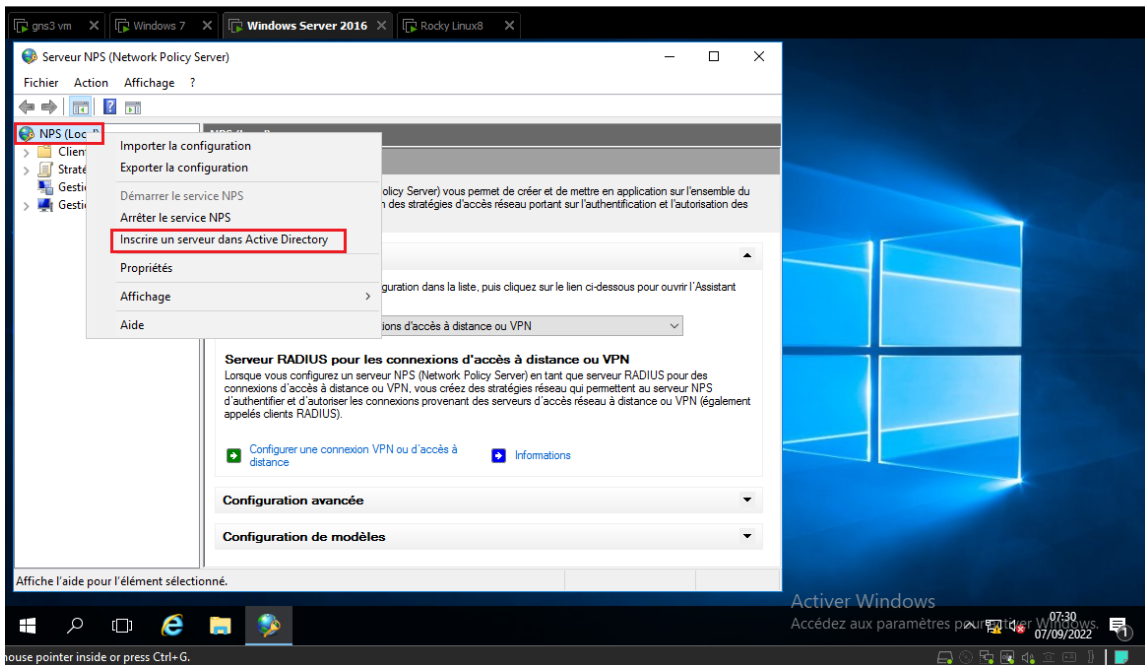 gns3 vm
Windows 7
Windows Server 2016
Rocky Linux8
Serveur NPS (Network Policy Server)
Fichier Action Affichage ?
NPS (Loc
Clien
Straté
Gesti
Gesti
Importer la configuration
Exporter la configuration
Démarrer le service NPS
Arrêter le service NPS
Inscrire un serveur dans Active Directory
Propriétés
Affichage
Aide
olicy Server) vous permet de créer et de mettre en application sur l'ensemble du
n des stratégies d'accès réseau portant sur l'authentification et l'autorisation des
guration dans la liste, puis cliquez sur le lien ci-dessous pour ouvrir l'Assistant
ions d'accès à distance ou VPN
Serveur RADIUS pour les connexions d'accès à distance ou VPN
Lorsque vous configurez un serveur NPS (Network Policy Server) en tant que serveur RADIUS pour des
connexions d'accès à distance ou VPN, vous créez des stratégies réseau qui permettent au serveur NPS
d'authentifier et d'autoriser les connexions provenant des serveurs d'accès réseau à distance ou VPN (également
appelés clients RADIUS).
Configurer une connexion VPN ou d'accès à
distance
Informations
Configuration avancée
Configuration de modèles
Affiche l'aide pour l'élément sélectionné.
Activer Windows
Accédez aux paramètres pour activer Windows.
07:30
07/09/2022
1
nouse pointer inside or press Ctrl+G.